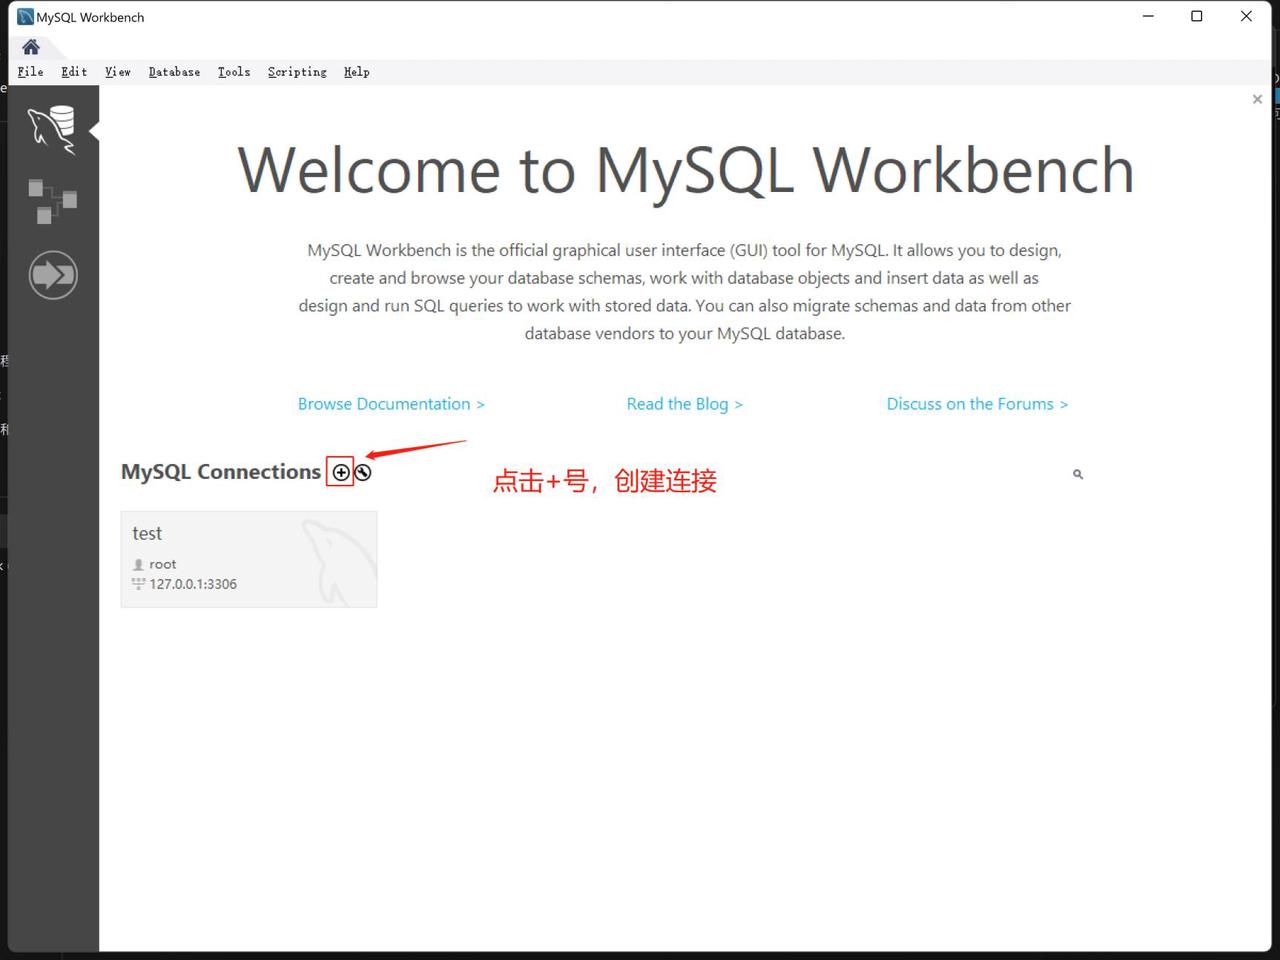 MySQL Workbench
File Edit View Database Tools Scripting Help
Welcome to MySQL Workbench
MySQL Workbench is the official graphical user interface (GUI) tool for MySQL. It allows you to design,
create and browse your database schemas, work with database objects and insert data as well as
design and run SQL queries to work with stored data. You can also migrate schemas and data from other
database vendors to your MySQL database.
Browse Documentation > Read the Blog > Discuss on the Forums >
MySQL Connections
点击+号，创建连接
test
root
127.0.0.1:3306
程
和